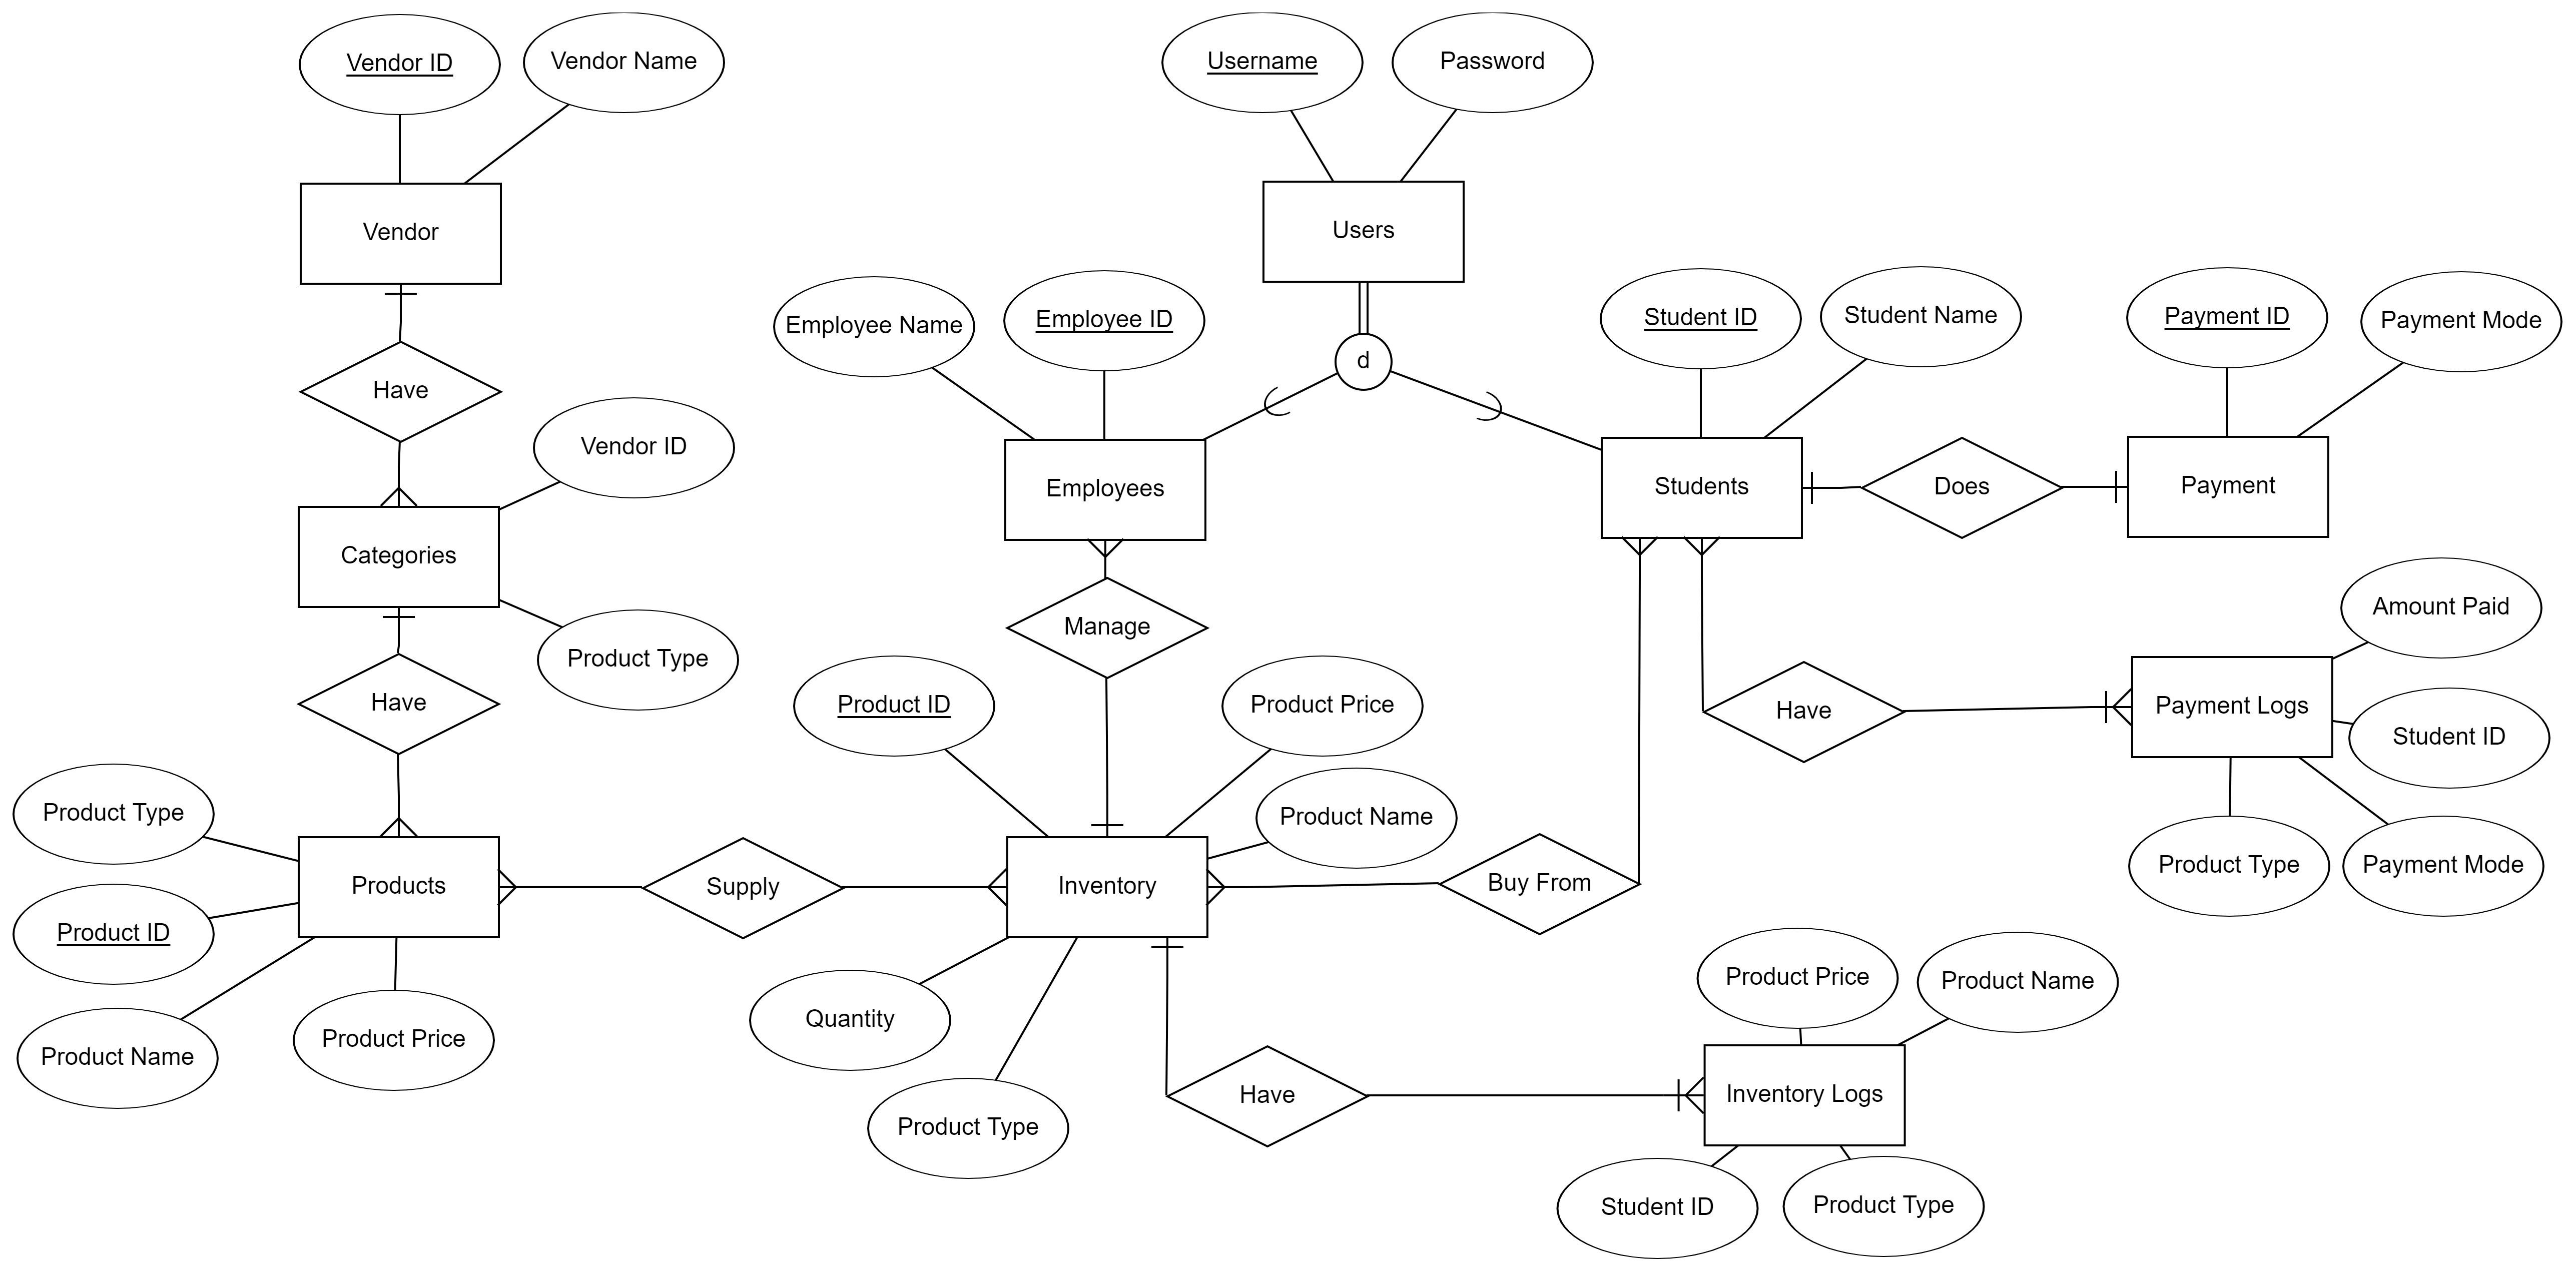 Vendor ID
Vendor Name
Username
Password
Vendor
Users
Employee Name
Employee ID
Student ID
Student Name
Payment ID
Payment Mode
d
Have
Vendor ID
Employees
Students
Does
Payment
Categories
Product Type
Manage
Amount Paid
Have
Product ID
Product Price
Have
Payment Logs
Student ID
Product Type
Product Name
Product Type
Payment Mode
Products
Supply
Inventory
Buy From
Product ID
Product Name
Product Price
Quantity
Product Price
Product Name
Product Type
Have
Inventory Logs
Student ID
Product Type